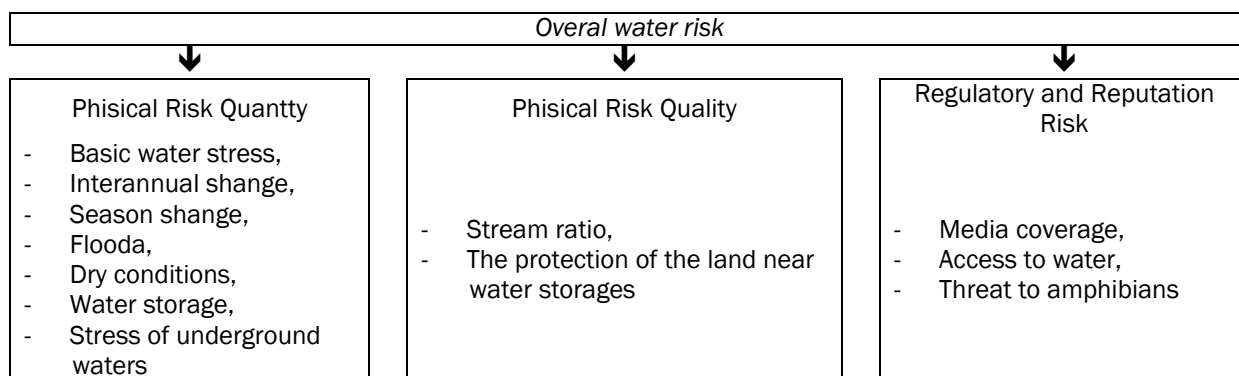 Overal water risk
Phisical Risk Quantty
- Basic water stress,
- Interannual shange,
- Season shange,
- Flooda,
- Dry conditions,
- Water storage,
- Stress of underground
waters
Phisical Risk Quality
- Stream ratio,
- The protection of the land near
water storages
Regulatory and Reputation
Risk
- Media coverage,
- Access to water,
- Threat to amphibians